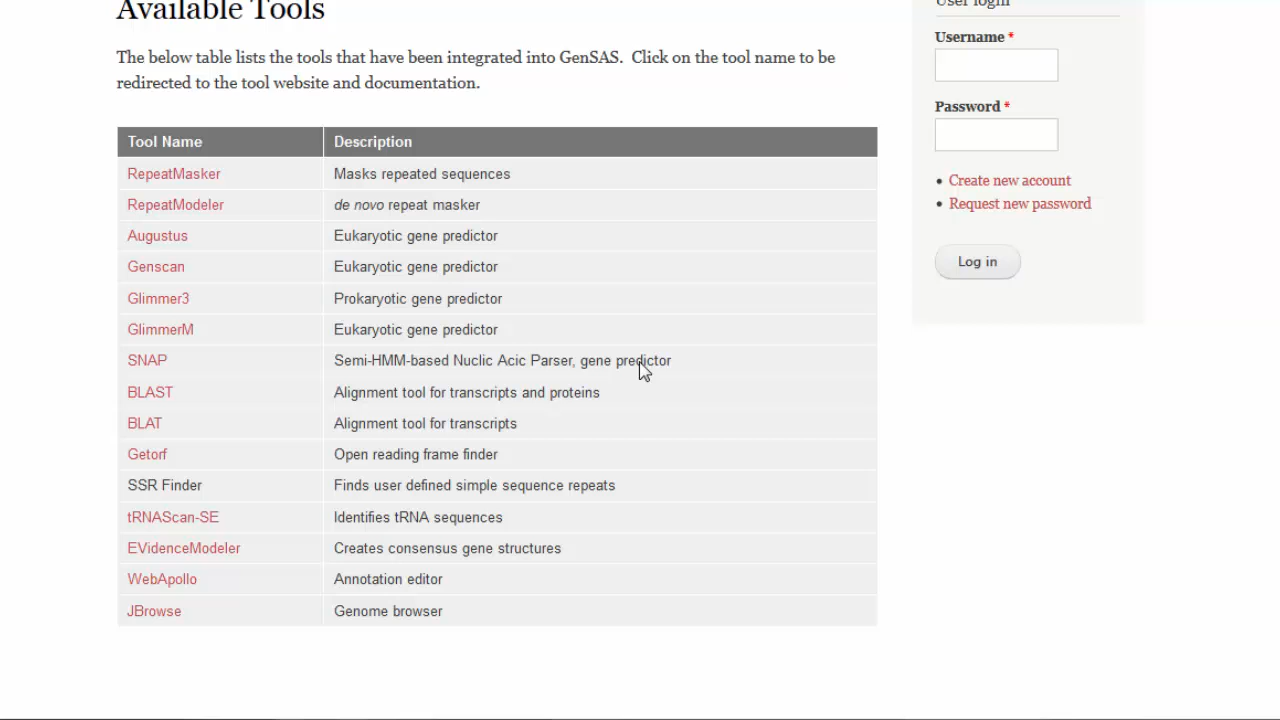 Available Tools
The below table lists the tools that have been integrated into GenSAS. Click on the tool name to be
redirected to the tool website and documentation.
Tool Name Description
RepeatMasker Masks repeated sequences
RepeatModeler de novo repeat masker
Augustus Eukaryotic gene predictor
Genscan Eukaryotic gene predictor
Glimmer3 Prokaryotic gene predictor
GlimmerM Eukaryotic gene predictor
SNAP Semi-HMM-based Nuclic Acic Parser, gene predictor
BLAST Alignment tool for transcripts and proteins
BLAT Alignment tool for transcripts
Getorf Open reading frame finder
SSR Finder Finds user defined simple sequence repeats
tRNAScan-SE Identifies tRNA sequences
EVidenceModeler Creates consensus gene structures
WebApollo Annotation editor
JBrowse Genome browser
User login
Username *
Password *
• Create new account
• Request new password
Log in